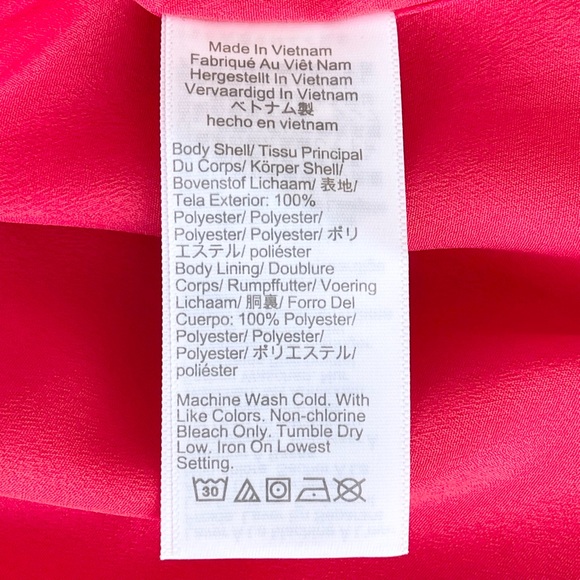 Made In Vietnam
Fabriqué Au Viêt Nam
Hergestellt In Vietnam
Vervaardigd In Vietnam
ベトナム製
hecho en vietnam
Body Shell/ Tissu Principal
Du Corps/ Körper Shell/
Bovenstof Lichaam/ 表地/
Tela Exterior: 100%
Polyester/ Polyester/
Polyester/ Polyester/ ポリ
エステル/ poliéster
Body Lining/ Doublure
Corps/ Rumpffutter/ Voering
Lichaam/ 胴裏/ Forro Del
Cuerpo: 100% Polyester/
Polyester/ Polyester/
Polyester/ ポリエステル/
poliéster
Machine Wash Cold. With
Like Colors. Non-chlorine
Bleach Only. Tumble Dry
Low. Iron On Lowest
Setting.
30